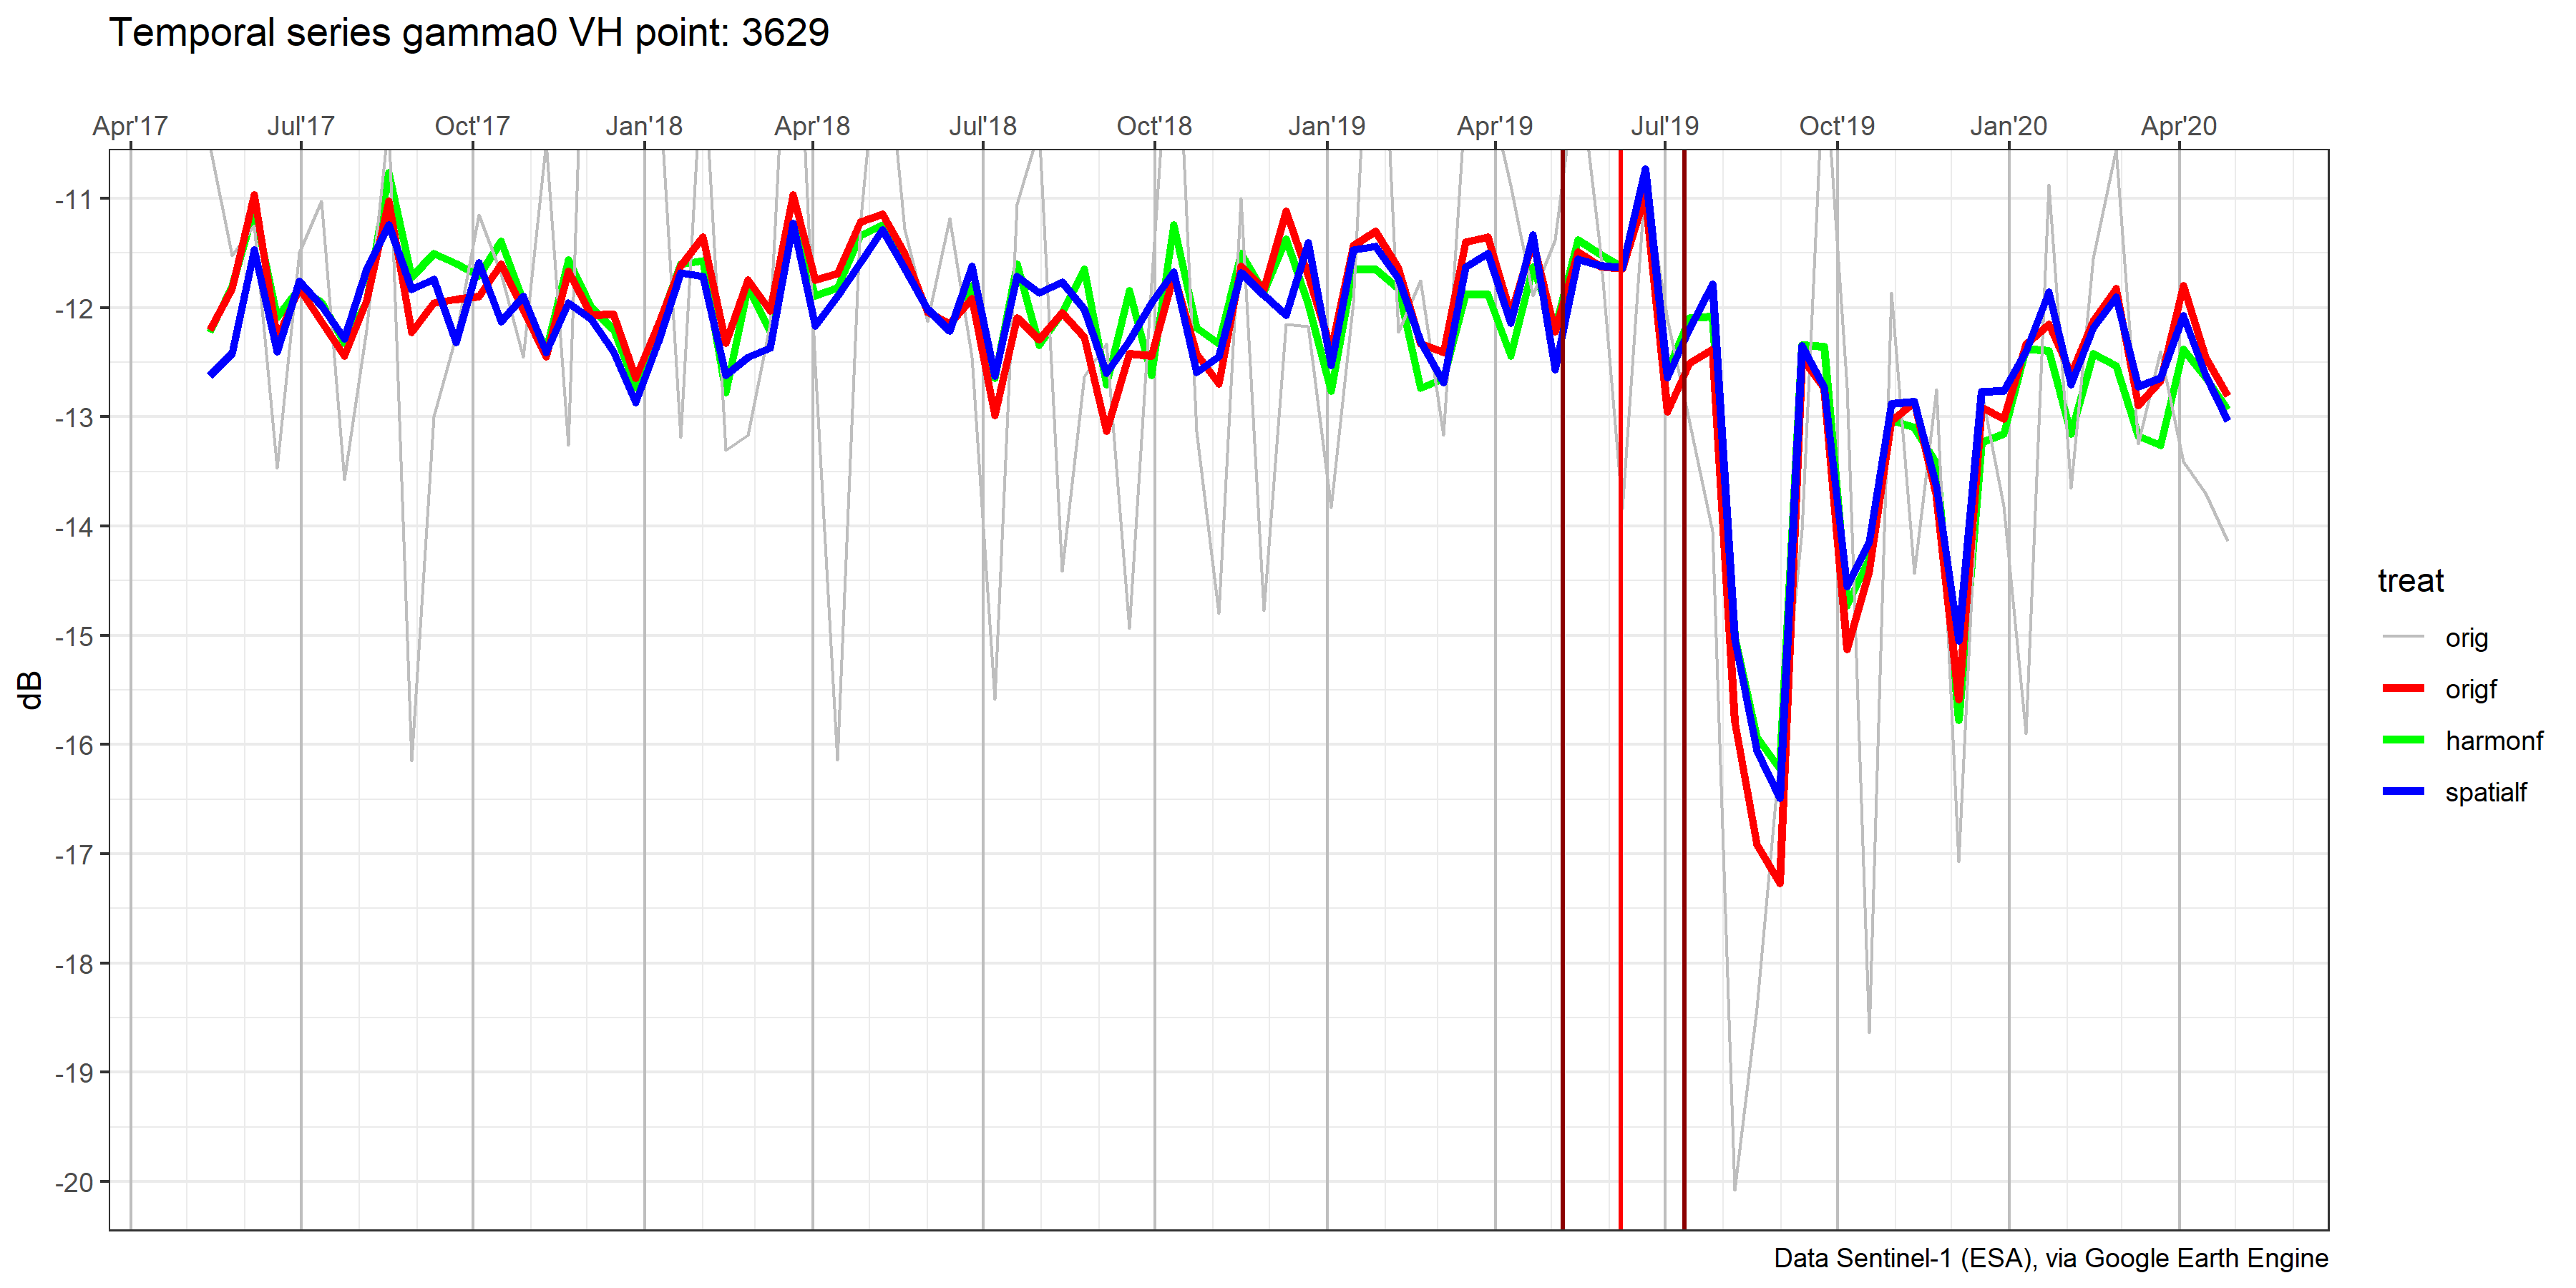 Temporal series gamma0 VH point: 3629
Apr'17 Jul'17 Oct'17 Jan'18 Apr'18 Jul'18 Oct'18 Jan'19 Apr'19 Jul'19 Oct'19 Jan'20 Apr'20
-11
-12
-13
-14
-15
-16
-17
-18
-19
-20
dB
treat
orig
origf
harmonf
spatialf
Data Sentinel-1 (ESA), via Google Earth Engine